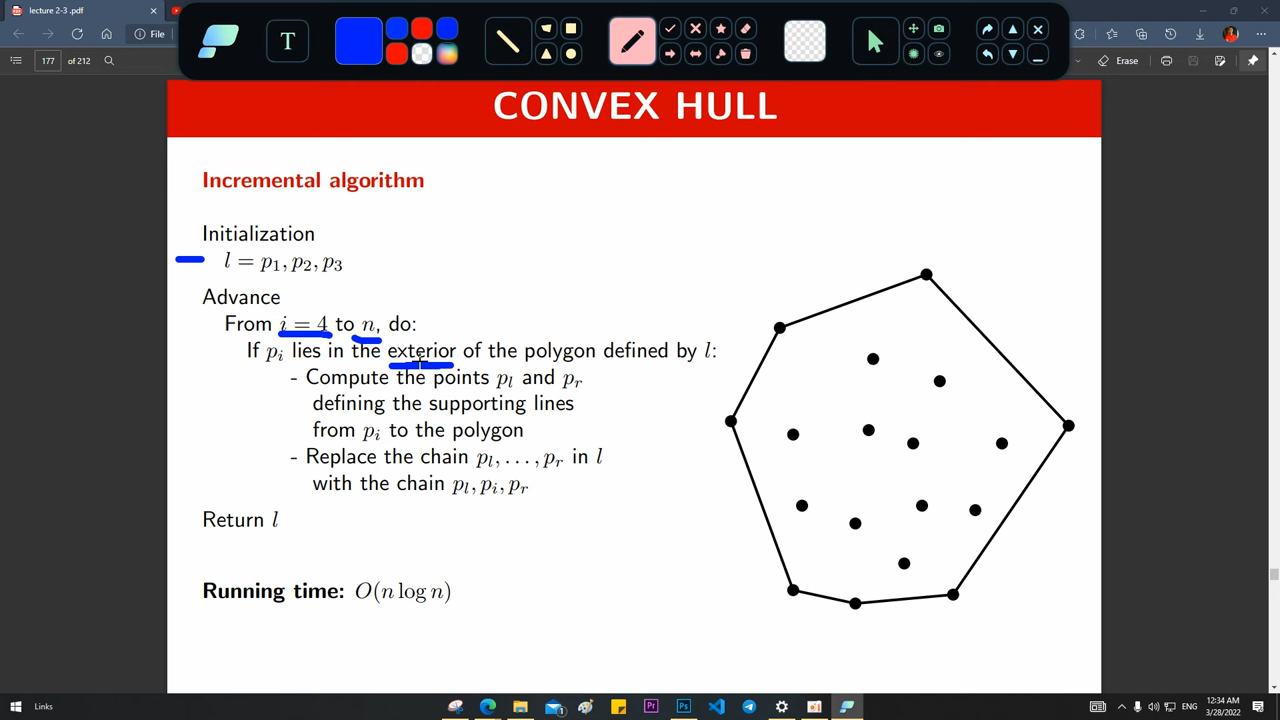 lecture 2-3 .pdf
T
File
177 of 212
Erase
CONVEX HULL
Incremental algorithm
Initialization
l = p₁, p₂, p₃
Advance
From i = 4 to n, do:
If pᵢ lies in the exterior of the polygon defined by l:
- Compute the points pₗ and pᵣ
defining the supporting lines
from pᵢ to the polygon
- Replace the chain pₗ, . . . , pᵣ in l
with the chain pₗ, pᵢ, pᵣ
Return l
Running time: O(n log n)
Links
ENG
12:34 AM
3/28/2022